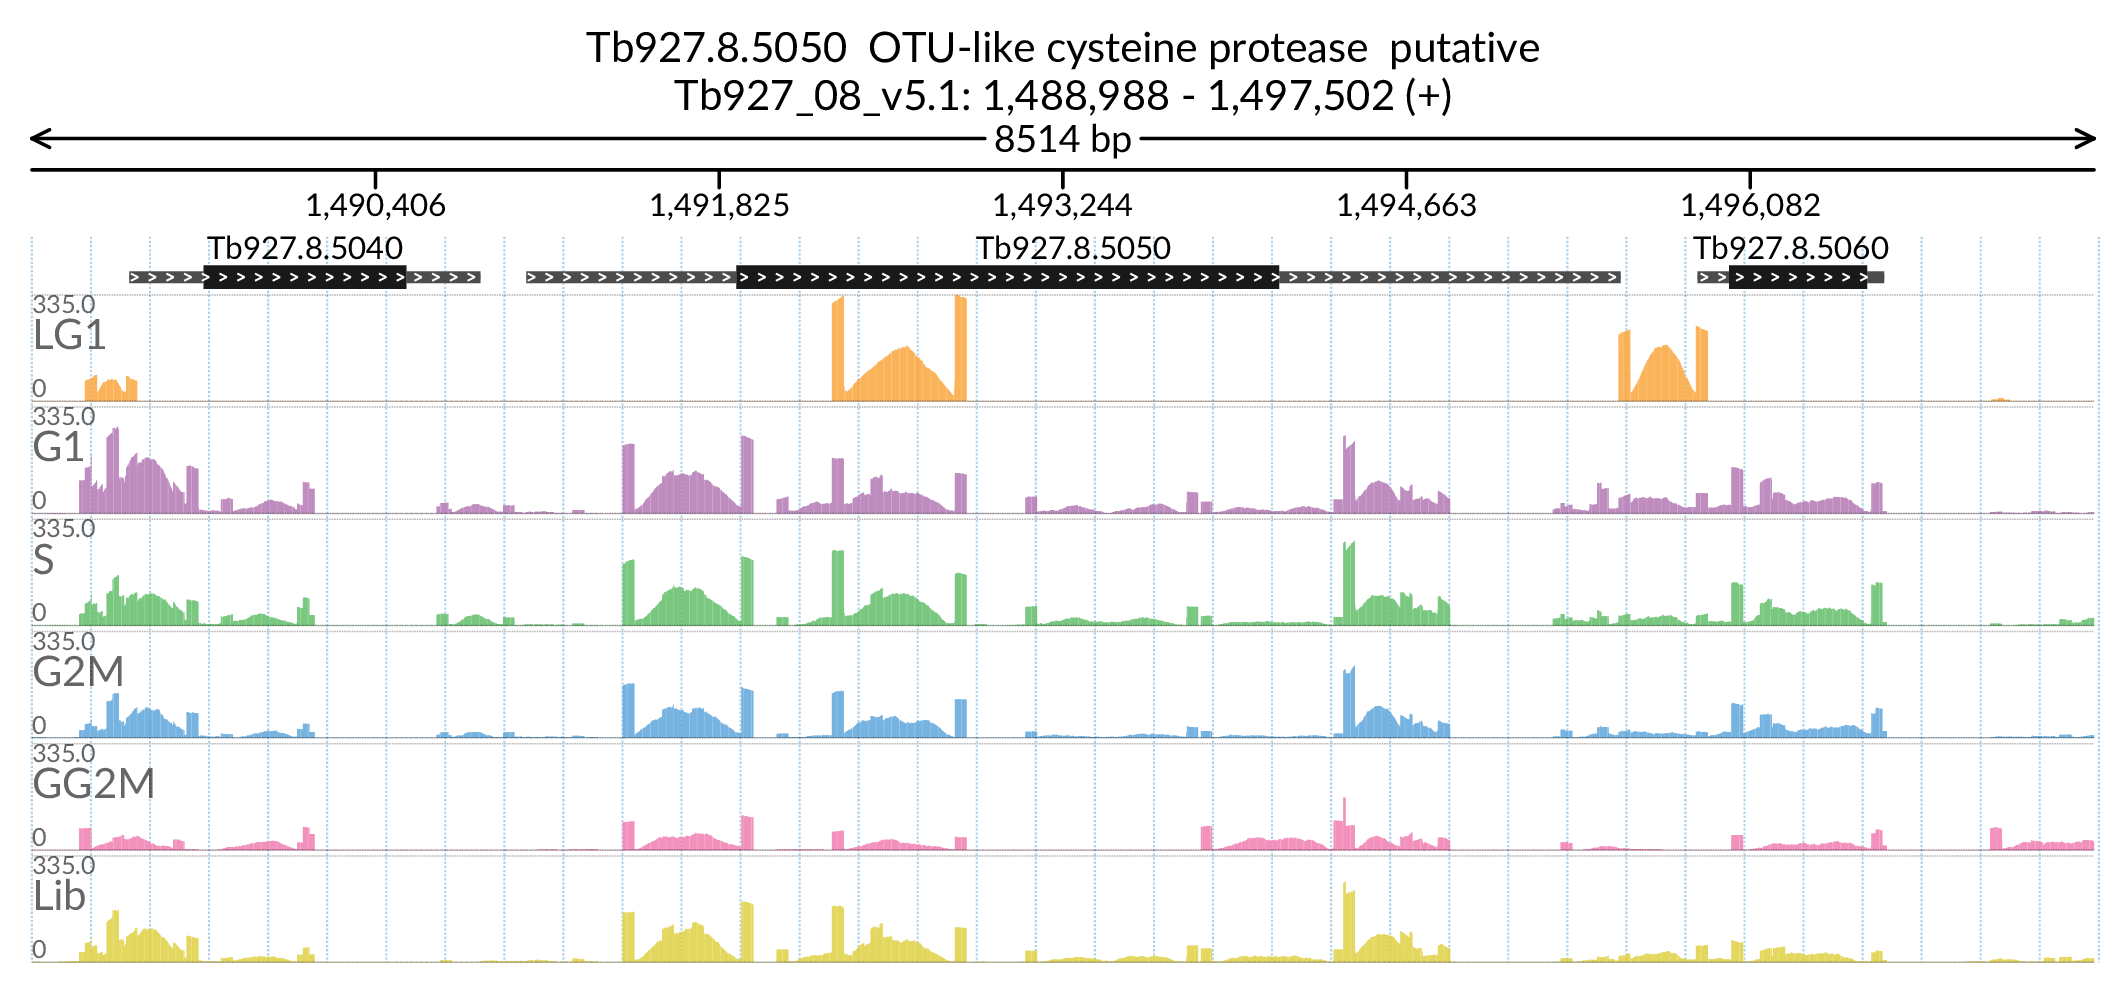 Tb927.8.5050  OTU-like cysteine protease  putative
Tb927_08_v5.1: 1,488,988 - 1,497,502 (+)
8514 bp
1,490,406 1,491,825 1,493,244 1,494,663 1,496,082
Tb927.8.5040 Tb927.8.5050 Tb927.8.5060
335.0
LG1
0
335.0
G1
0
335.0
S
0
335.0
G2M
0
335.0
GG2M
0
335.0
Lib
0